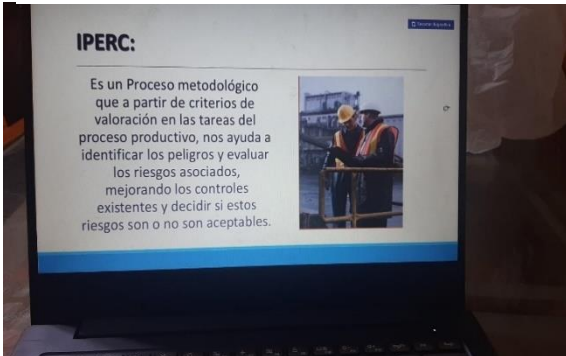 IPERC:
Es un Proceso metodológico
que a partir de criterios de
valoración en las tareas del
proceso productivo, nos ayuda a
identificar los peligros y evaluar
los riesgos asociados,
mejorando los controles
existentes y decidir si estos
riesgos son o no son aceptables.